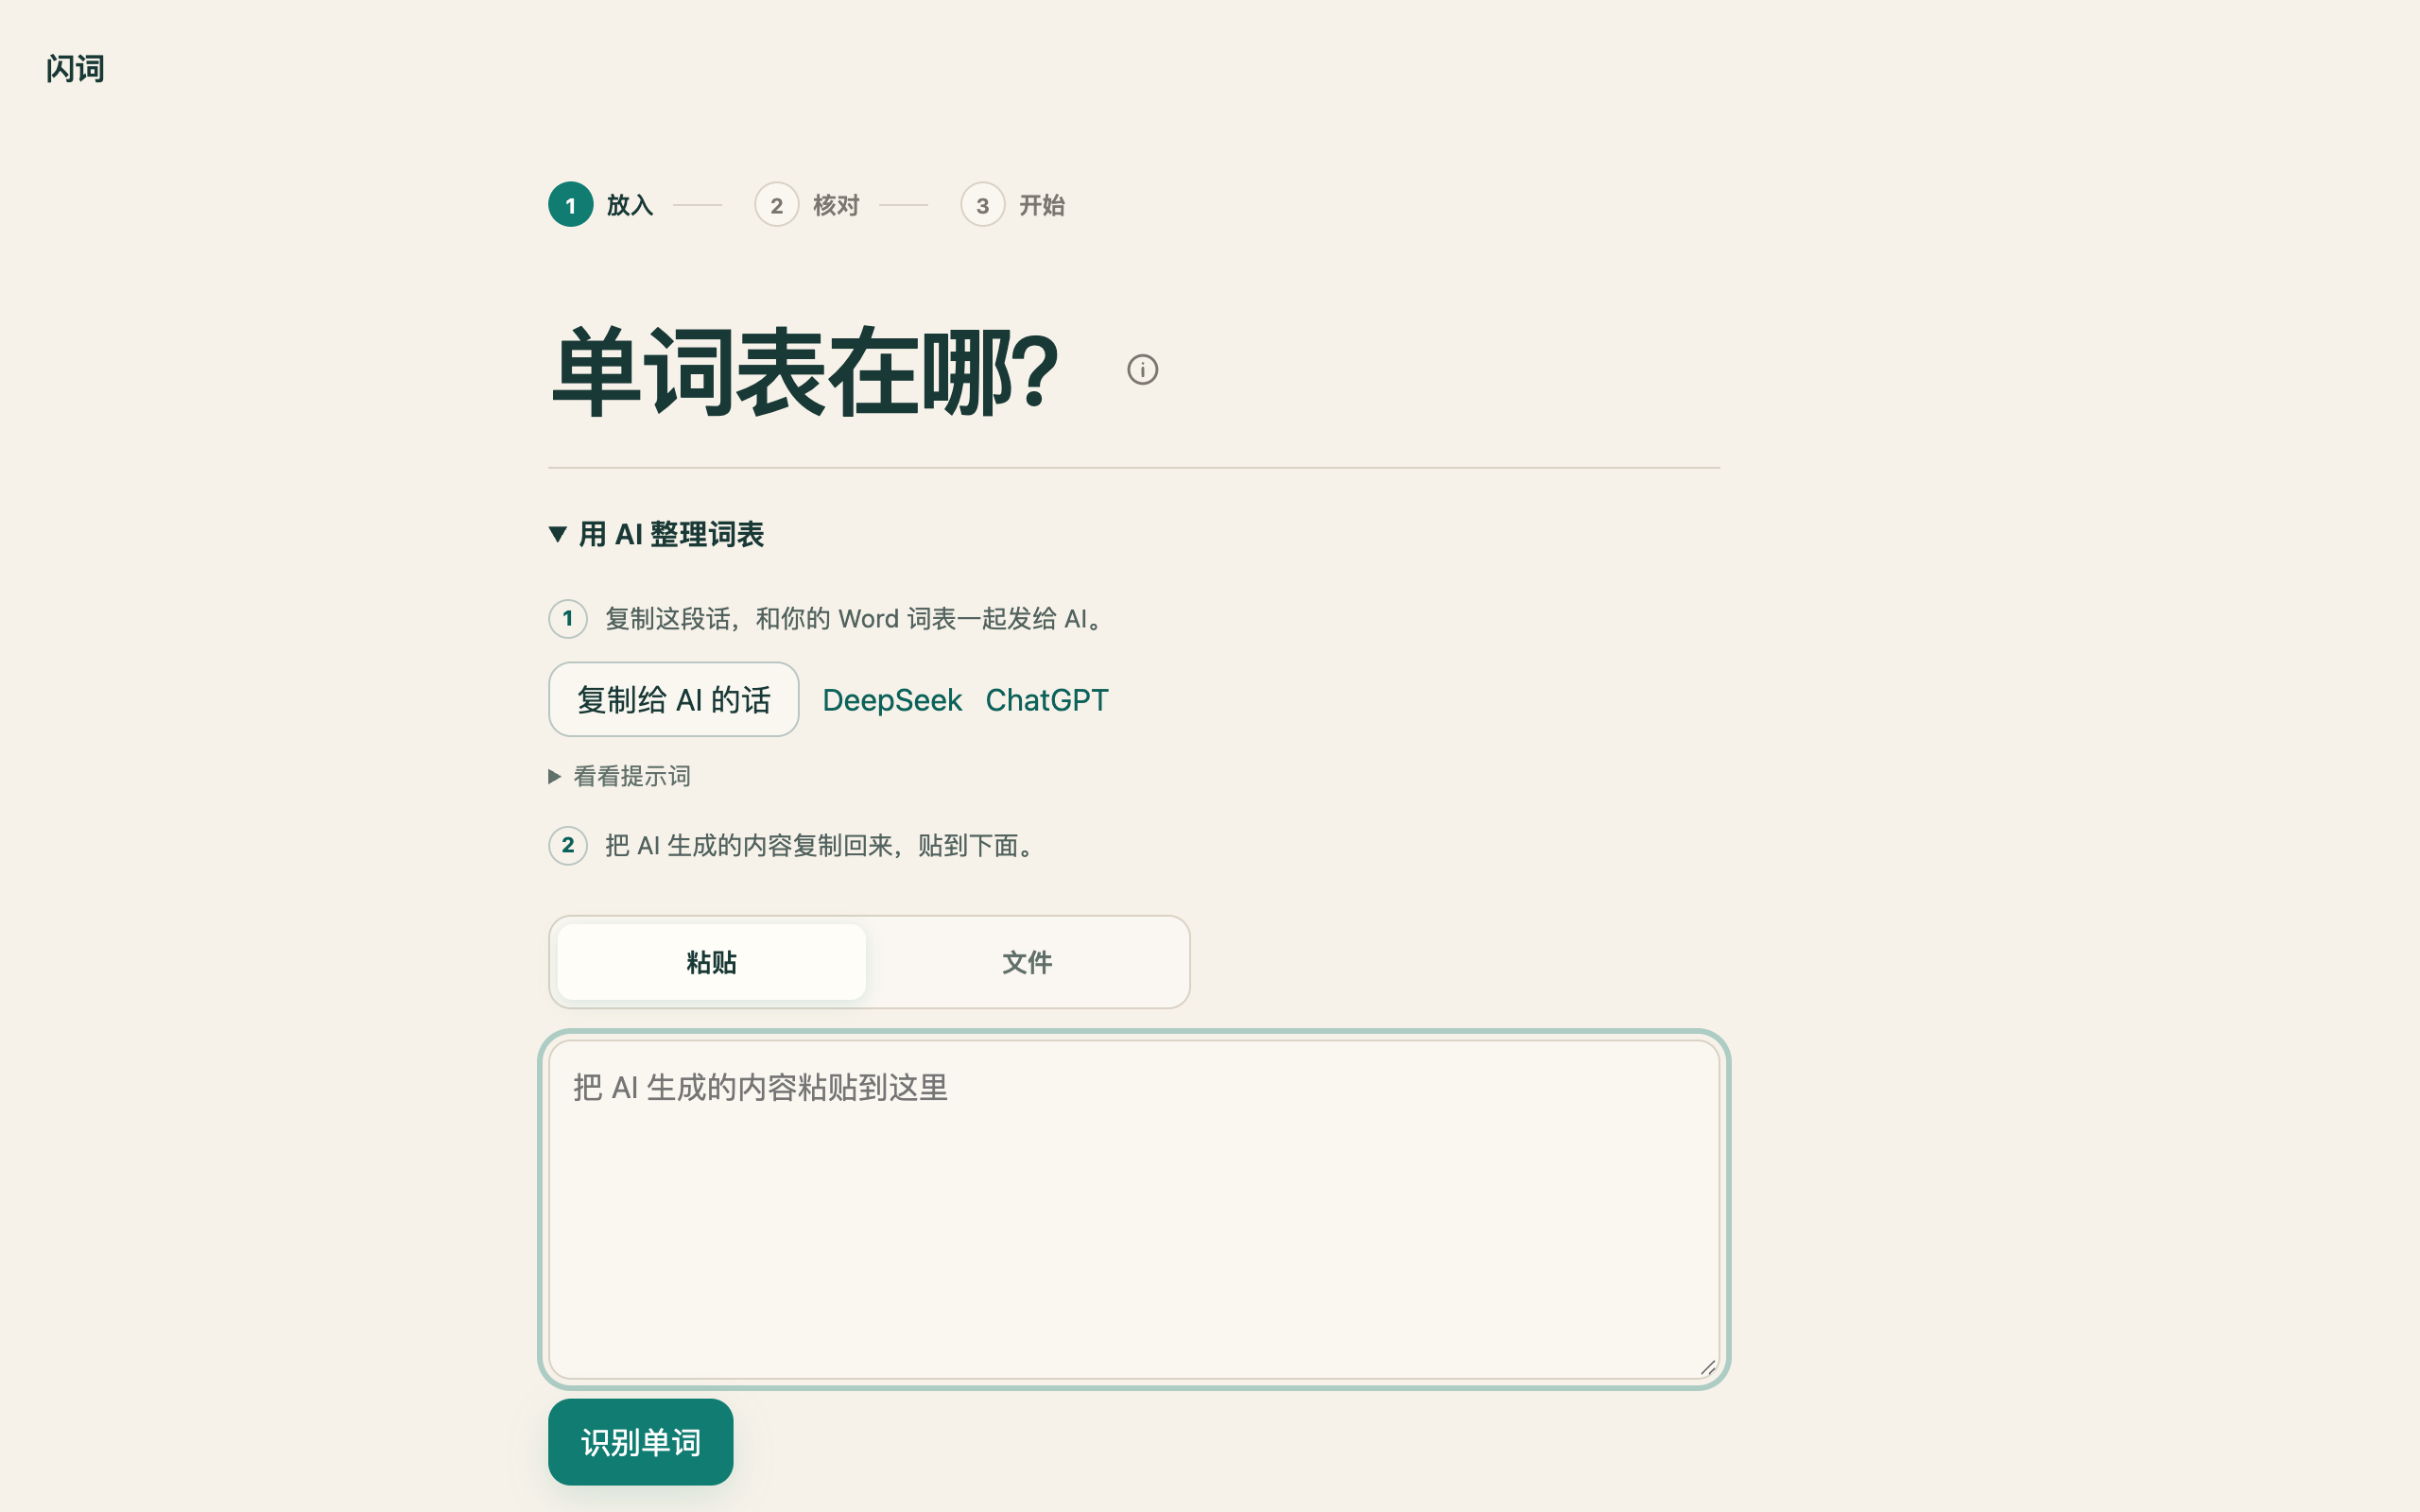 闪词
1 放入 2 核对 3 开始
单词表在哪?
用 AI 整理词表
1 复制这段话，和你的 Word 词表一起发给 AI。
复制给 AI 的话 DeepSeek ChatGPT
看看提示词
2 把 AI 生成的内容复制回来，贴到下面。
粘贴 文件
把 AI 生成的内容粘贴到这里
识别单词